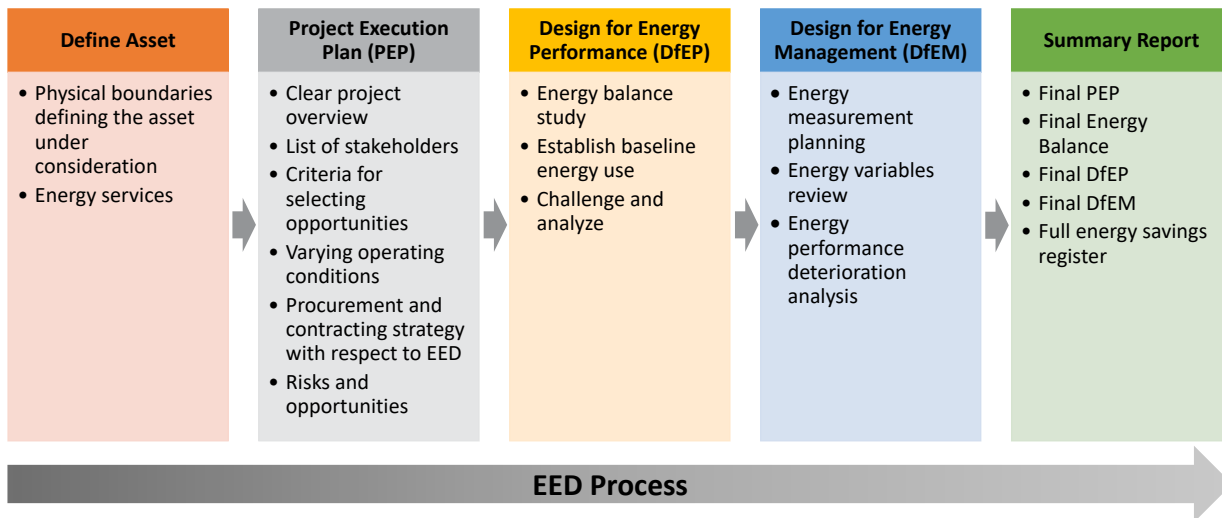 Define Asset
• Physical boundaries
defining the asset
under
consideration
• Energy services
Project Execution
Plan (PEP)
• Clear project
overview
• List of stakeholders
• Criteria for
selecting
opportunities
• Varying operating
conditions
• Procurement and
contracting strategy
with respect to EED
• Risks and
opportunities
Design for Energy
Performance (DfEP)
• Energy balance
study
• Establish baseline
energy use
• Challenge and
analyze
Design for Energy
Management (DfEM)
• Energy
measurement
planning
• Energy variables
review
• Energy
performance
deterioration
analysis
Summary Report
• Final PEP
• Final Energy
Balance
• Final DfEP
• Final DfEM
• Full energy savings
register
EED Process